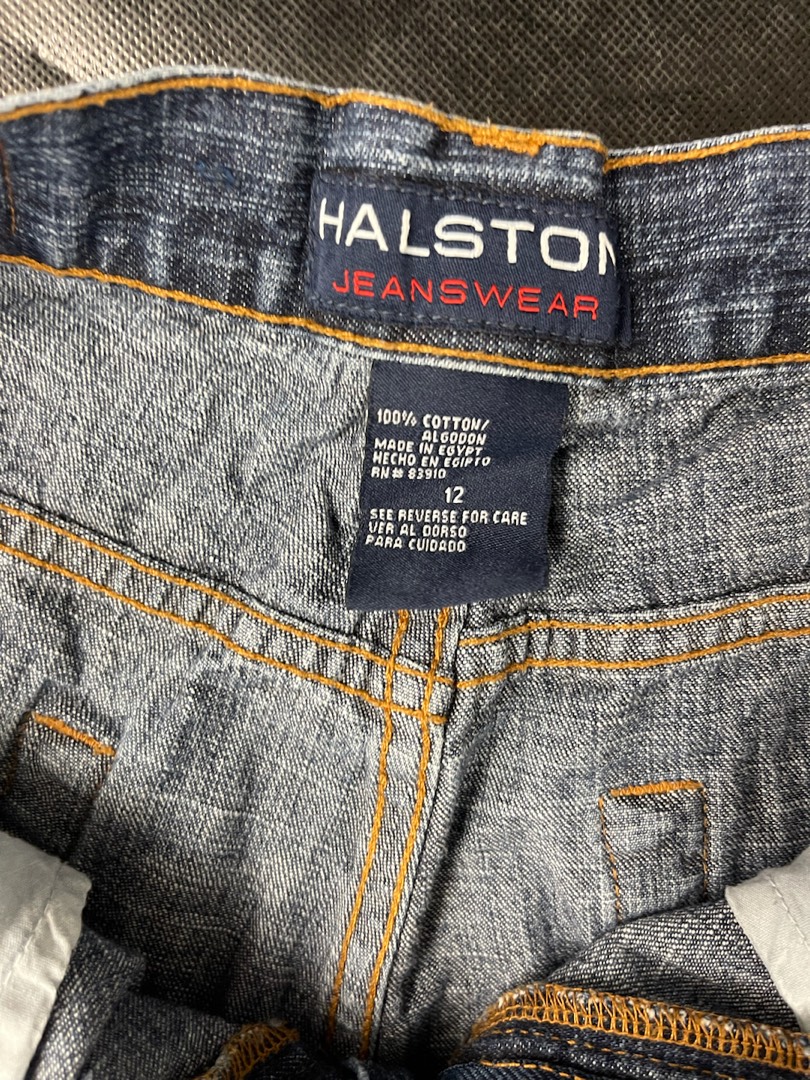 HALSTON
JEANSWEAR
100% COTTON/
ALGODON
MADE IN EGYPT
HECHO EN EGIPTO
RN# 83910
12
SEE REVERSE FOR CARE
VER AL DORSO
PARA CUIDADO